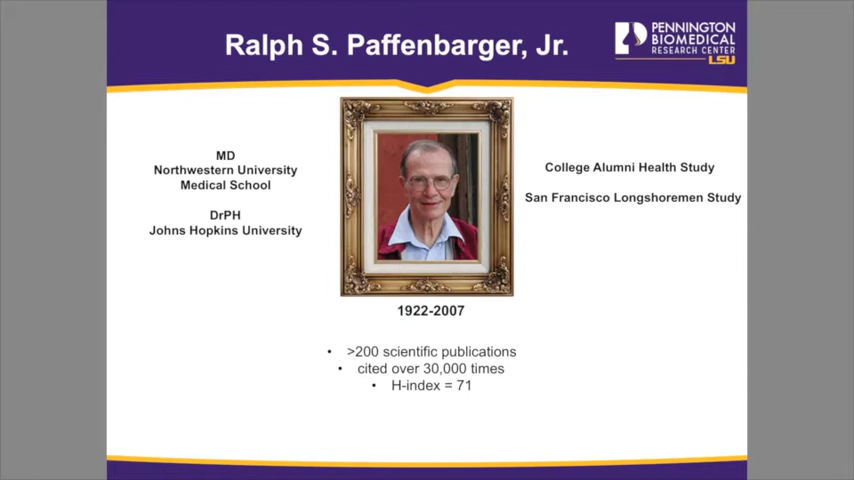 Ralph S. Paffenbarger, Jr.
PENNINGTON
BIOMEDICAL
RESEARCH CENTER
LSU
MD
Northwestern University
Medical School
DrPH
Johns Hopkins University
College Alumni Health Study
San Francisco Longshoremen Study
1922-2007
• >200 scientific publications
• cited over 30,000 times
• H-index = 71